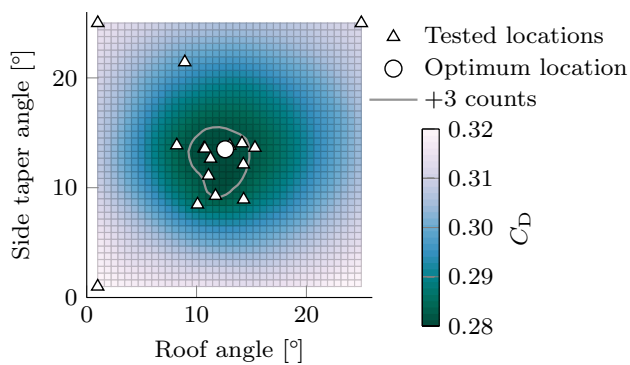 Side taper angle [°]
20
10
0
0
10
20
Roof angle [°]
Tested locations
Optimum location
+3 counts
0.32
0.31
0.30
0.29
0.28
C_D